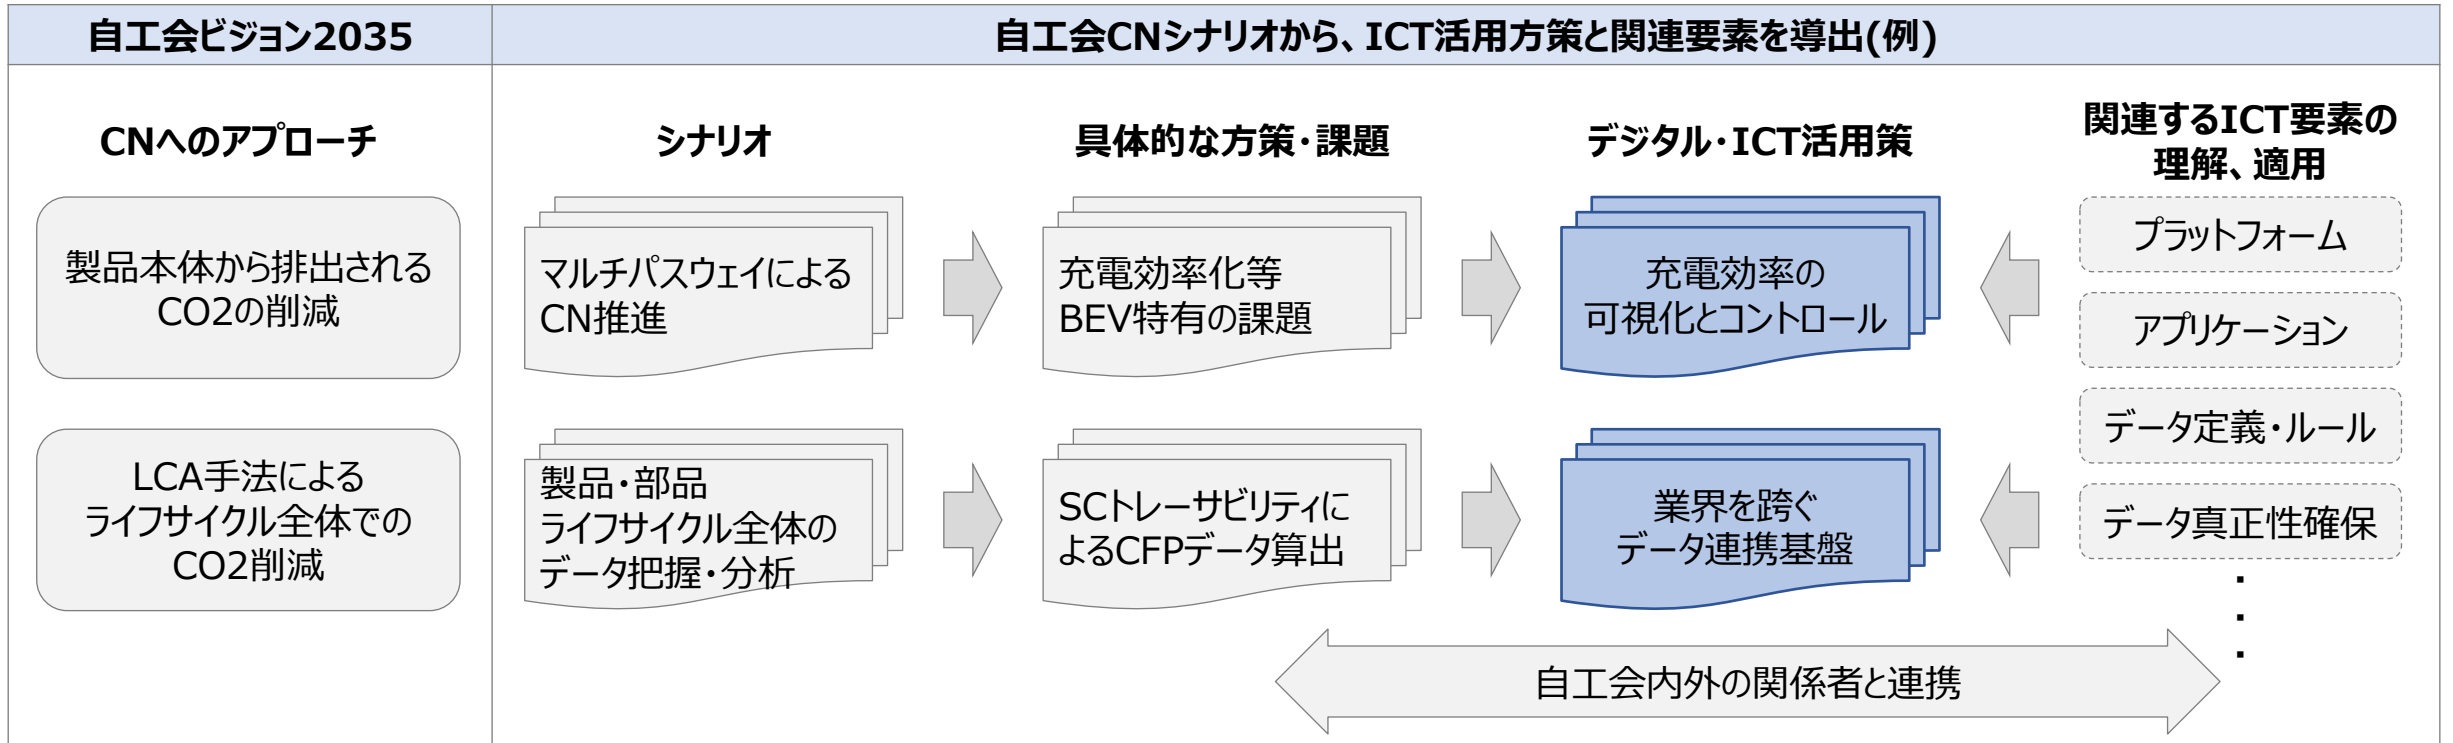 自工会ビジョン2035
自工会CNシナリオから、ICT活用方策と関連要素を導出(例)
CNへのアプローチ
シナリオ
具体的な方策・課題
デジタル・ICT活用策
関連するICT要素の
理解、適用
製品本体から排出される
CO2の削減
マルチパスウェイによる
CN推進
充電効率化等
BEV特有の課題
充電効率の
可視化とコントロール
プラットフォーム
アプリケーション
データ定義・ルール
データ真正性確保
・
・
・
LCA手法による
ライフサイクル全体での
CO2削減
製品・部品
ライフサイクル全体の
データ把握・分析
SCトレーサビリティに
よるCFPデータ算出
業界を跨ぐ
データ連携基盤
自工会内外の関係者と連携